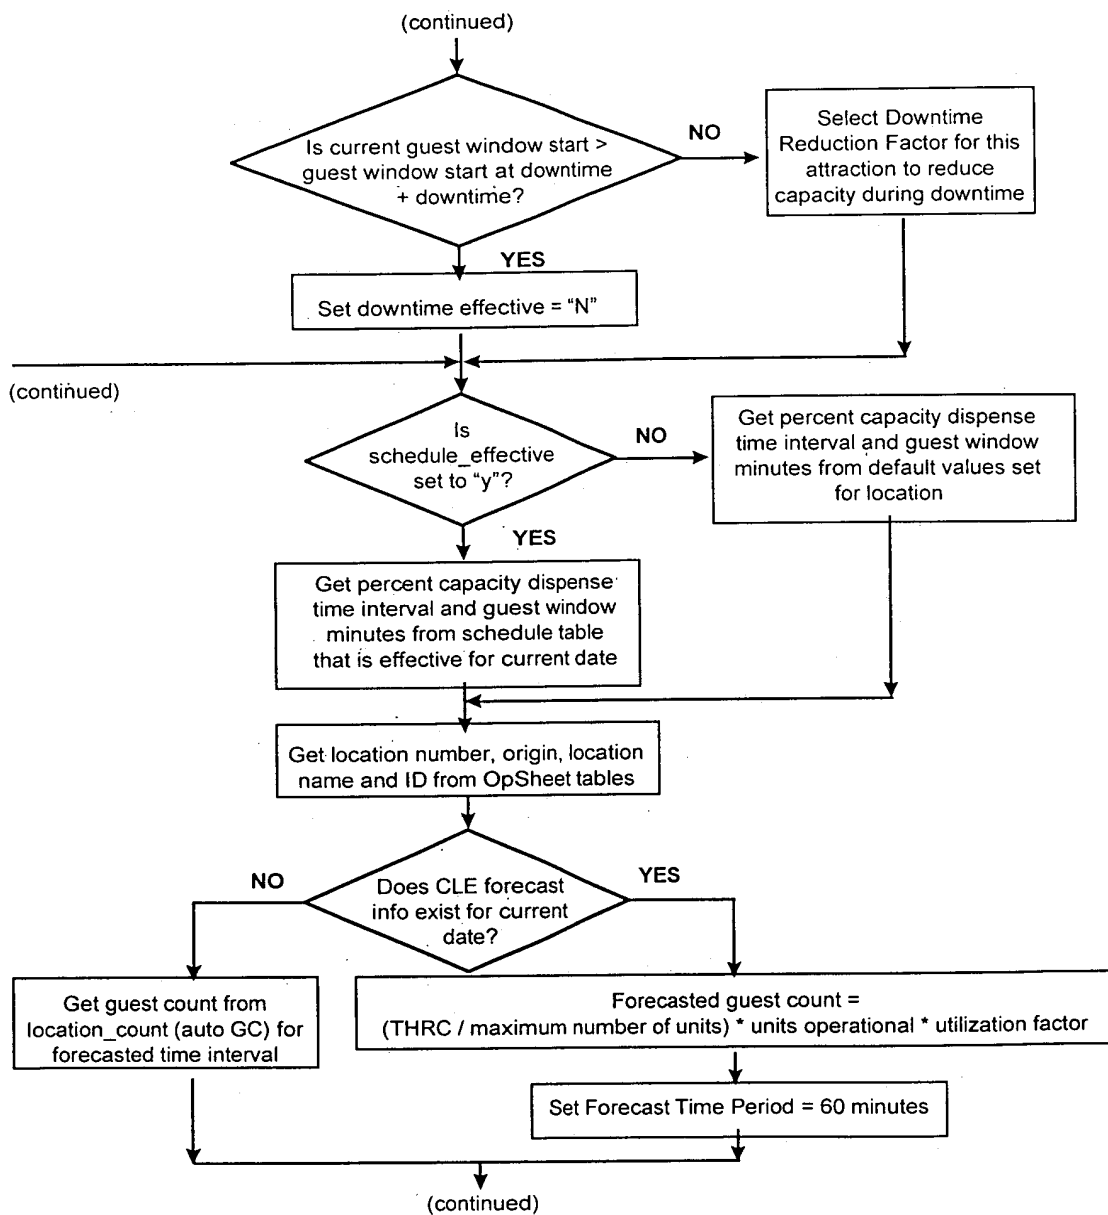 (continued)
Is current guest window start >
guest window start at downtime
+ downtime?
NO
Select Downtime
Reduction Factor for this
attraction to reduce
capacity during downtime
YES
Set downtime effective = “N”
(continued)
Is
schedule_effective
set to “y”?
NO
Get percent capacity dispense
time interval and guest window
minutes from default values set
for location
YES
Get percent capacity dispense
time interval and guest window
minutes from schedule table
that is effective for current date
Get location number, origin, location
name and ID from OpSheet tables
NO
Does CLE forecast
info exist for current
date?
YES
Get guest count from
location_count (auto GC) for
forecasted time interval
Forecasted guest count =
(THRC / maximum number of units) * units operational * utilization factor
Set Forecast Time Period = 60 minutes
(continued)